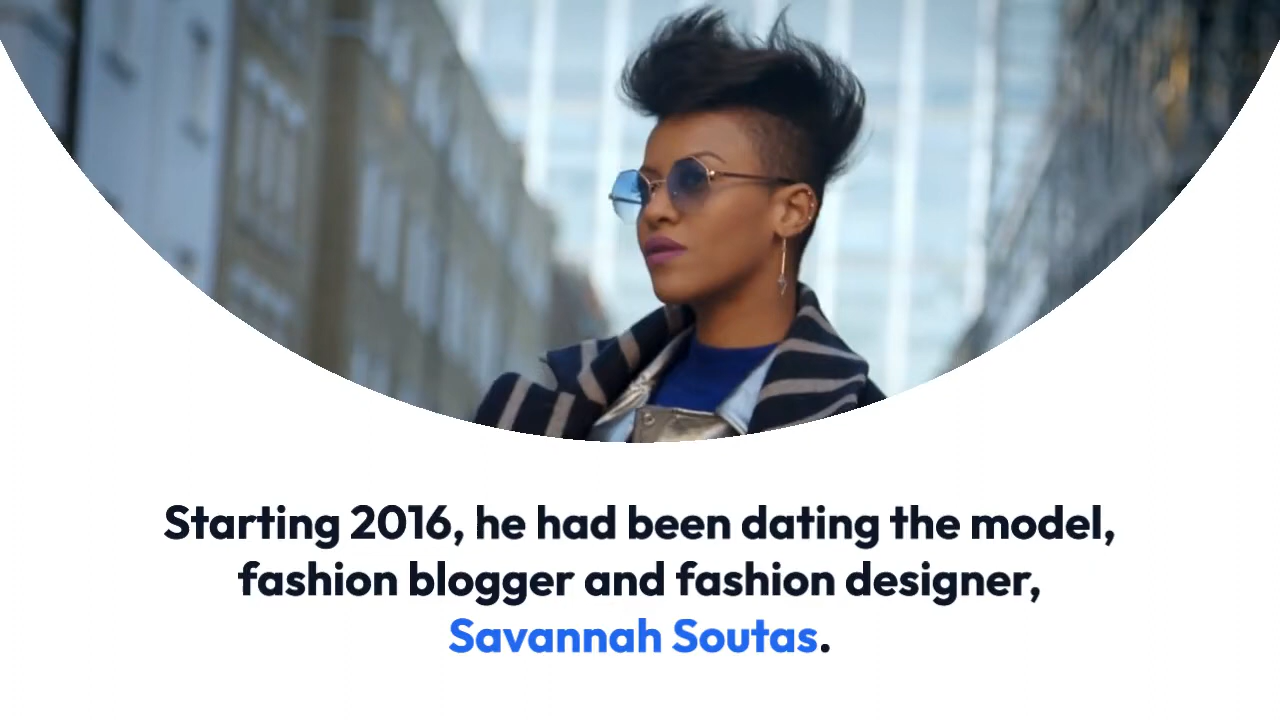 Starting 2016, he had been dating the model,
fashion blogger and fashion designer,
Savannah Soutas.